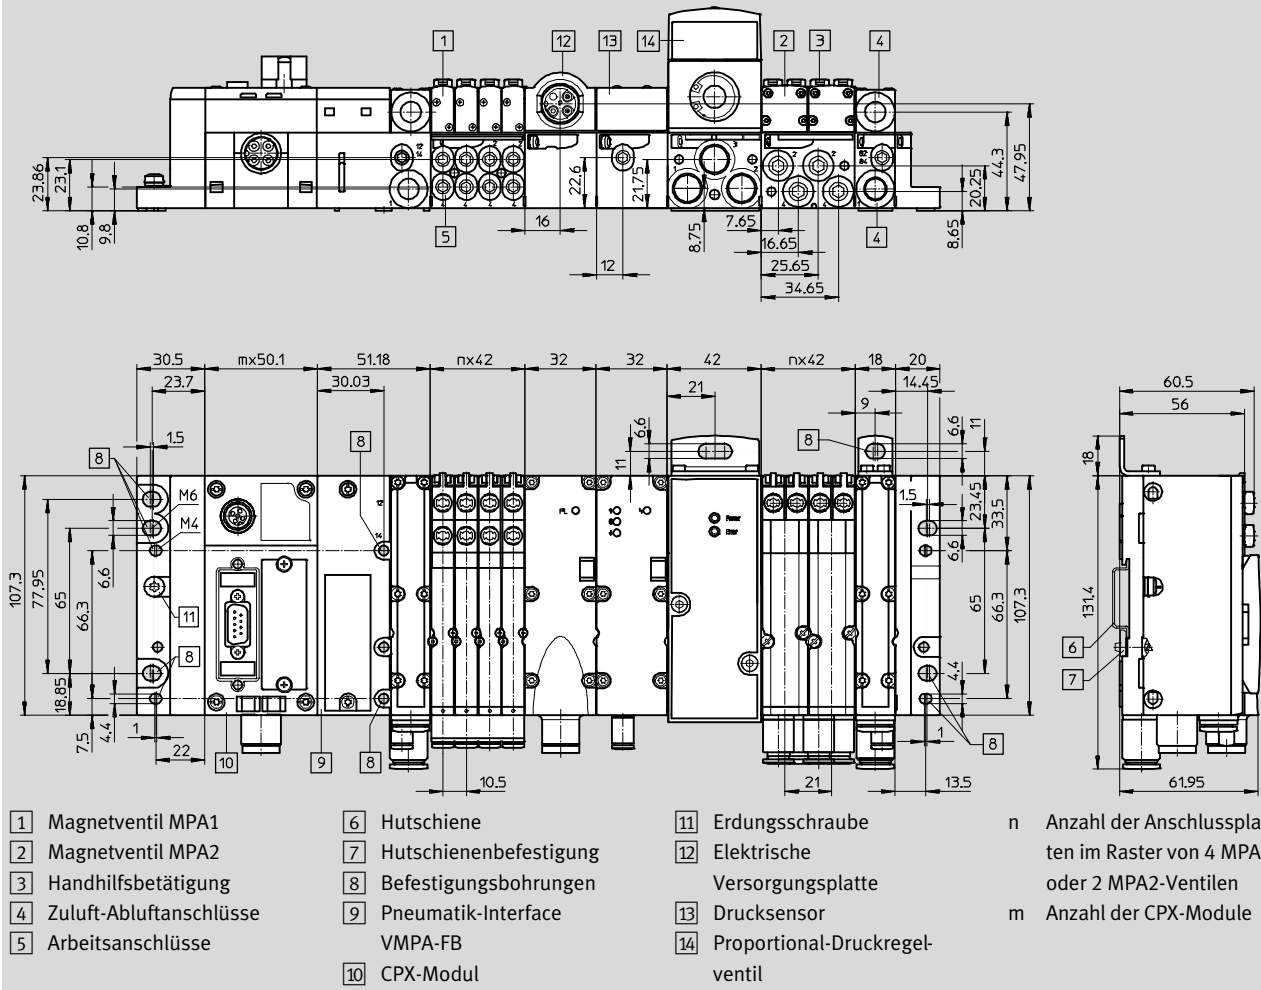 1 12 13 14 2 3 4
23.86
23.1
10.8
9.8
5
16
22.6
12
21.75
8.75
7.65
16.65
25.65
34.65
4
8.65
20.25
44.3
47.95
30.5 mx50.1 51.18 nx42 32 32 42 nx42 18 20
23.7 30.03 21 9 14.45
1.5
8
8
6.6
11
8
6.6
11
M6
M4
1.5
23.45
33.5
6.6
107.3
77.95
65
66.3
6.6
11
8
18.85
7.5
4.4
1
22
10
9
8
10.5
21
13.5
1
8
4.4
65
66.3
107.3
Power
Error
60.5
56
18
131.4
6
7
61.95
1 Magnetventil MPA1
2 Magnetventil MPA2
3 Handhilfsbetätigung
4 Zuluft-Abluftanschlüsse
5 Arbeitsanschlüsse
6 Hutschiene
7 Hutschienenbefestigung
8 Befestigungsbohrungen
9 Pneumatik-Interface
VMPA-FB
10 CPX-Modul
11 Erdungsschraube
12 Elektrische
Versorgungsplatte
13 Drucksensor
14 Proportional-Druckregel-
ventil
n Anzahl der Anschlusspla
ten im Raster von 4 MPA
oder 2 MPA2-Ventilen
m Anzahl der CPX-Module